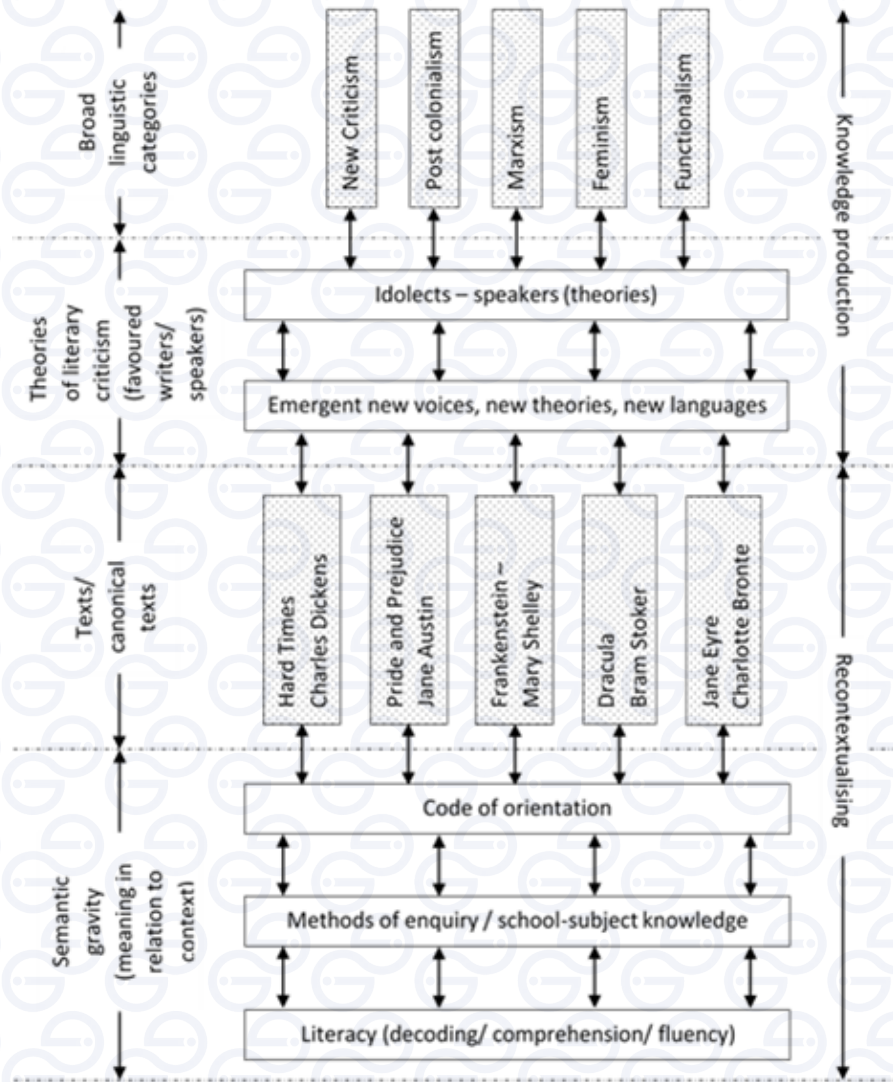 Broad
linguistic
categories
New Criticism
Post colonialism
Marxism
Feminism
Functionalism
Knowledge production
Theories
of literary
criticism
(favoured
writers/
speakers)
Idolects – speakers (theories)
Emergent new voices, new theories, new languages
Texts/
canonical
texts
Hard Times
Charles Dickens
Pride and Prejudice
Jane Austin
Frankenstein –
Mary Shelley
Dracula
Bram Stoker
Jane Eyre
Charlotte Bronte
Recontextualising
Semantic
gravity
(meaning in
relation to
context)
Code of orientation
Methods of enquiry / school-subject knowledge
Literacy (decoding/ comprehension/ fluency)